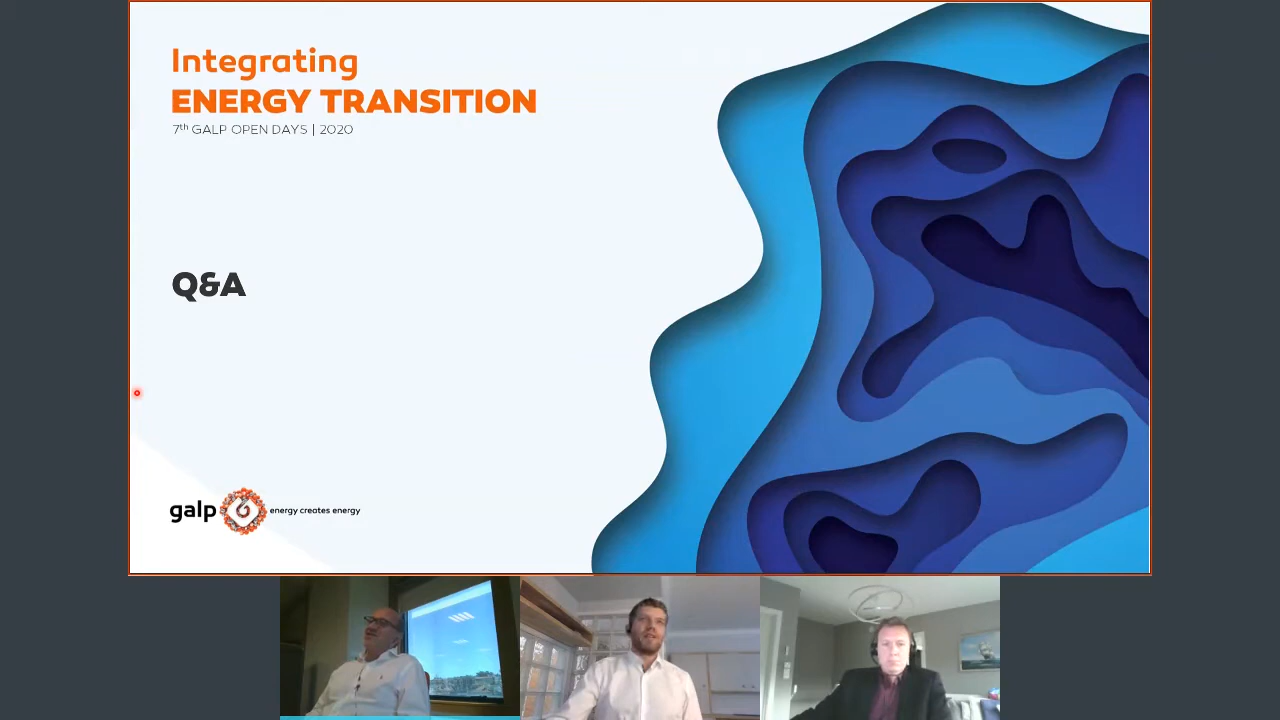 Integrating
ENERGY TRANSITION
7th GALP OPEN DAYS | 2020
Q&A
galp energy creates energy